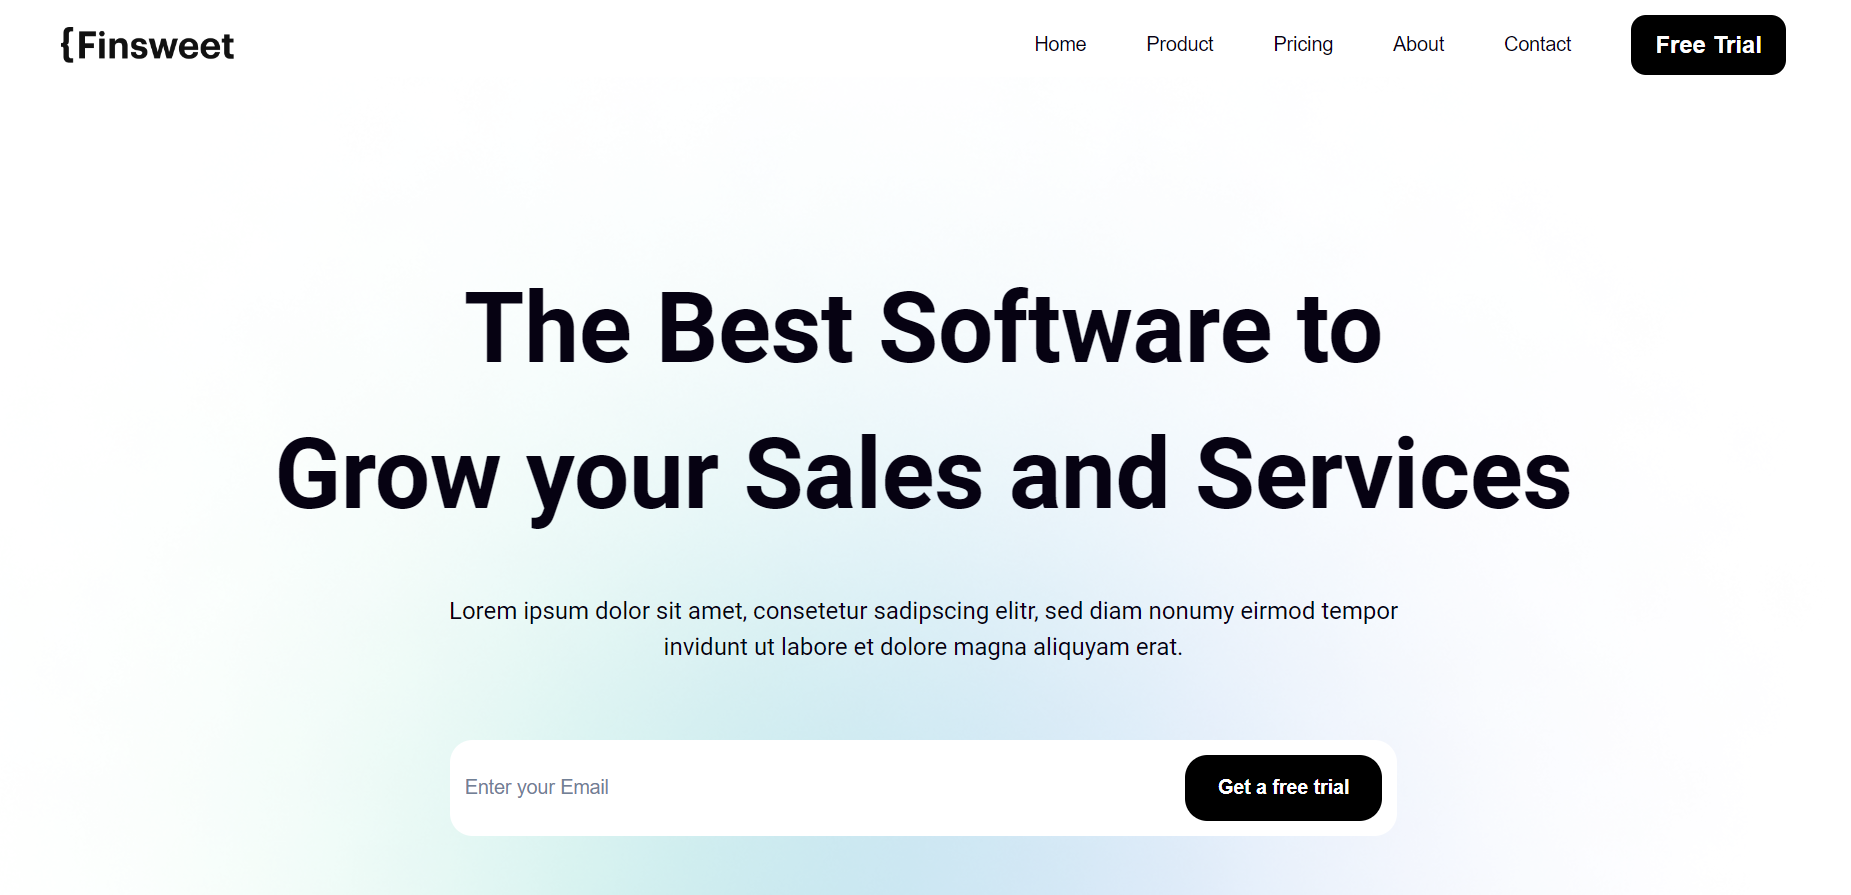 {Finsweet
Home Product Pricing About Contact Free Trial
The Best Software to
Grow your Sales and Services
Lorem ipsum dolor sit amet, consetetur sadipscing elitr, sed diam nonumy eirmod tempor
invidunt ut labore et dolore magna aliquyam erat.
Enter your Email Get a free trial